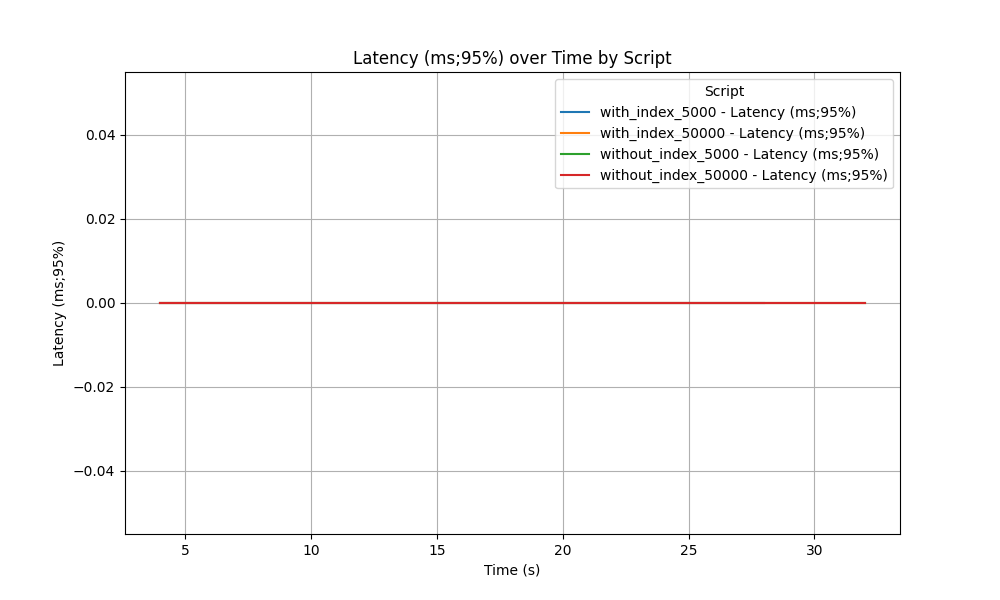 Latency (ms;95%) over Time by Script
Script
with_index_5000 - Latency (ms;95%)
with_index_50000 - Latency (ms;95%)
without_index_5000 - Latency (ms;95%)
without_index_50000 - Latency (ms;95%)
Latency (ms;95%)
0.04
0.02
0.00
−0.02
−0.04
5
10
15
20
25
30
Time (s)